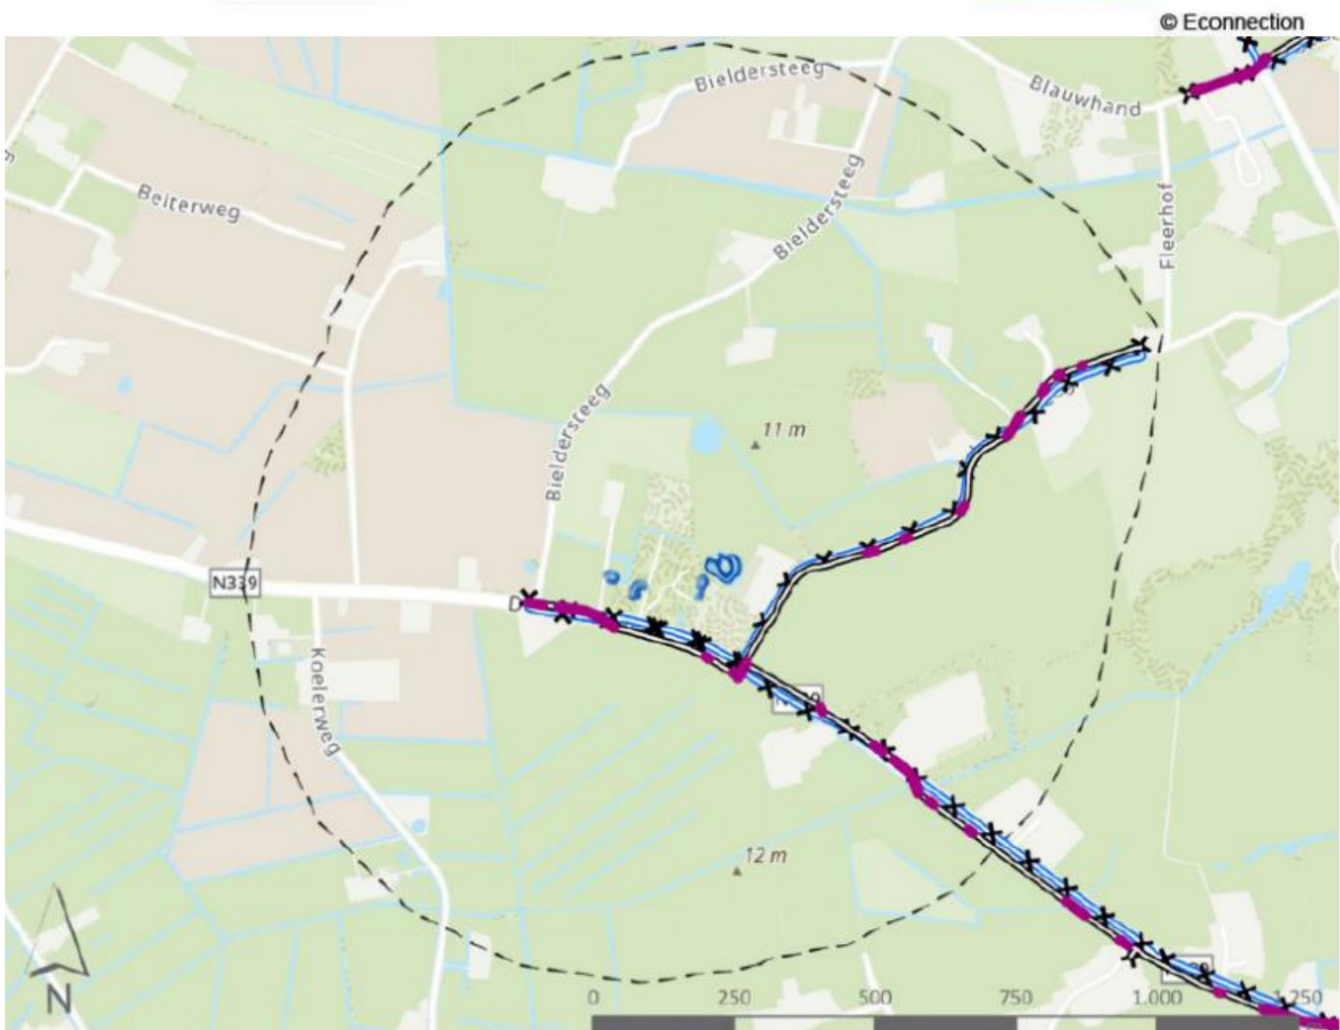 © Econnection
Bieldersteeg
Blauwhand
Beiterweg
Bieldersteeg
Fleerhof
Bieldersteeg
11 m
N339
D
Koelerweg
12 m
N
0 250 500 750 1.000 1.250